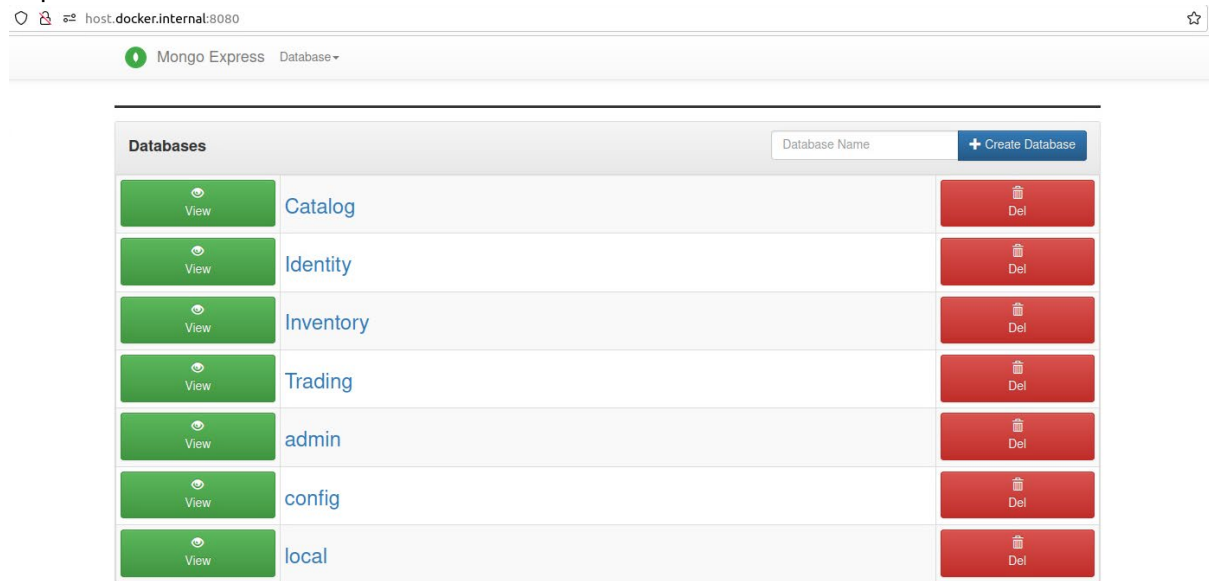 host.docker.internal:8080
Mongo Express Database
Databases Database Name Create Database
View Catalog Del
View Identity Del
View Inventory Del
View Trading Del
View admin Del
View config Del
View local Del